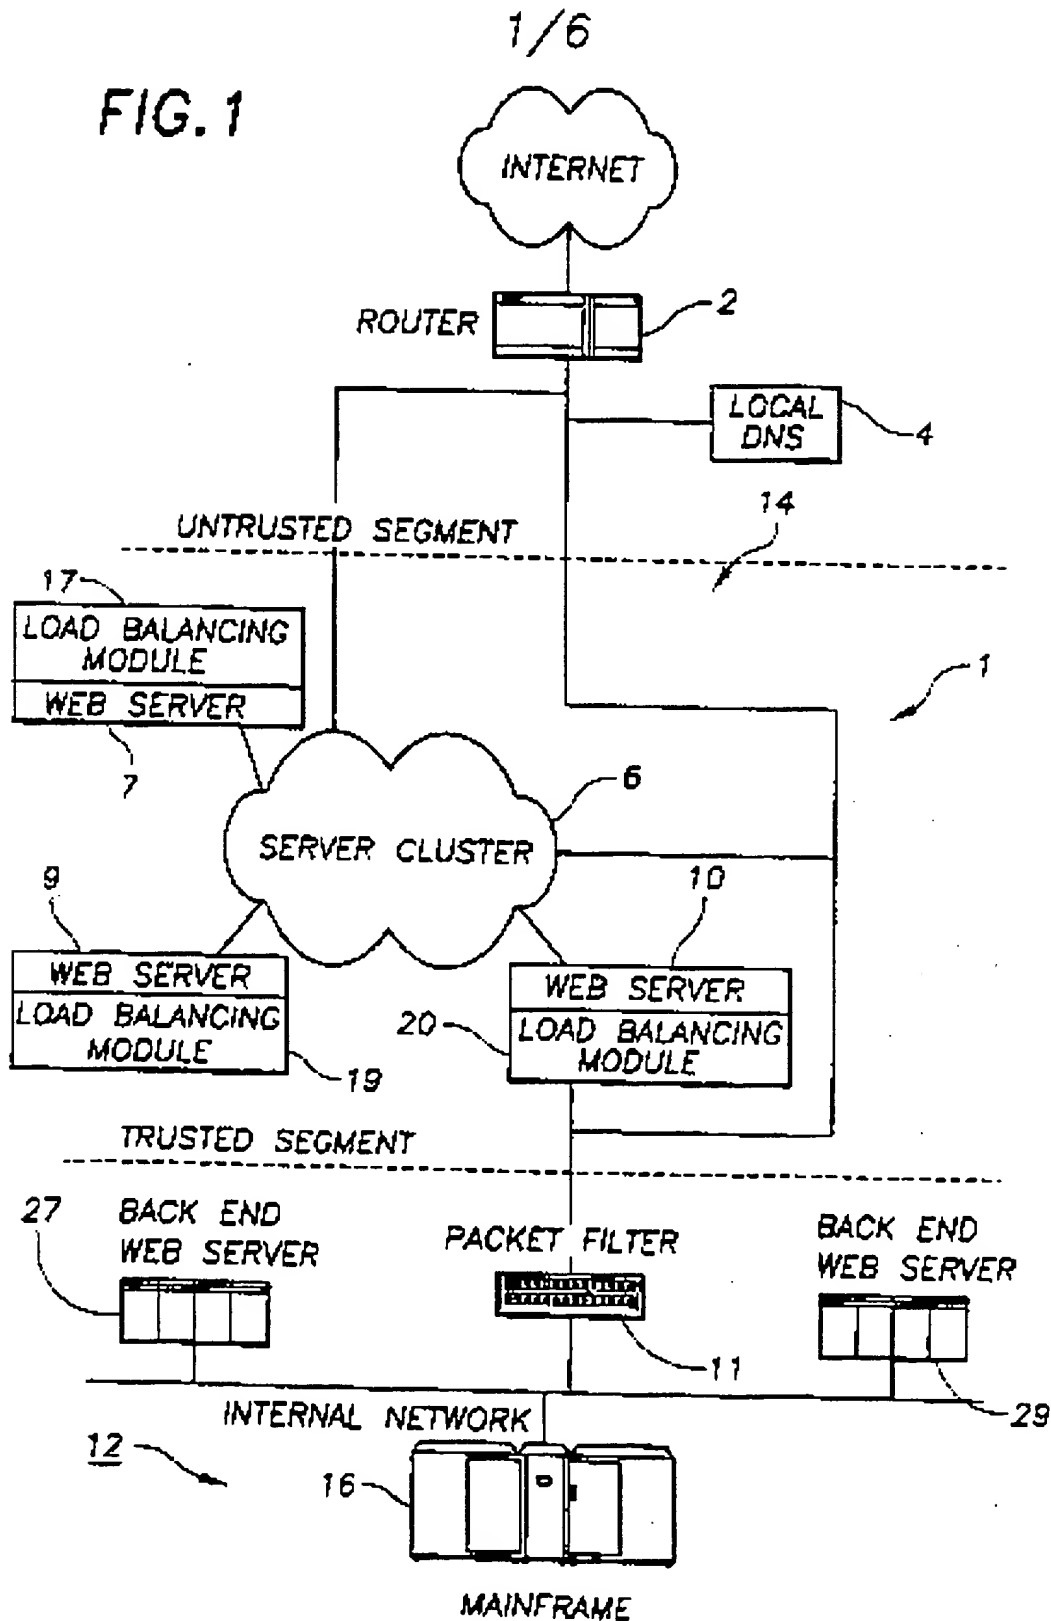 1/6
FIG. 1
INTERNET
ROUTER
2
LOCAL
DNS
4
14
UNTRUSTED SEGMENT
17
LOAD BALANCING
MODULE
WEB SERVER
7
1
6
SERVER CLUSTER
9
10
WEB SERVER
LOAD BALANCING
MODULE
19
WEB SERVER
20
LOAD BALANCING
MODULE
TRUSTED SEGMENT
27
BACK END
WEB SERVER
PACKET FILTER
BACK END
WEB SERVER
11
29
INTERNAL NETWORK
12
16
MAINFRAME